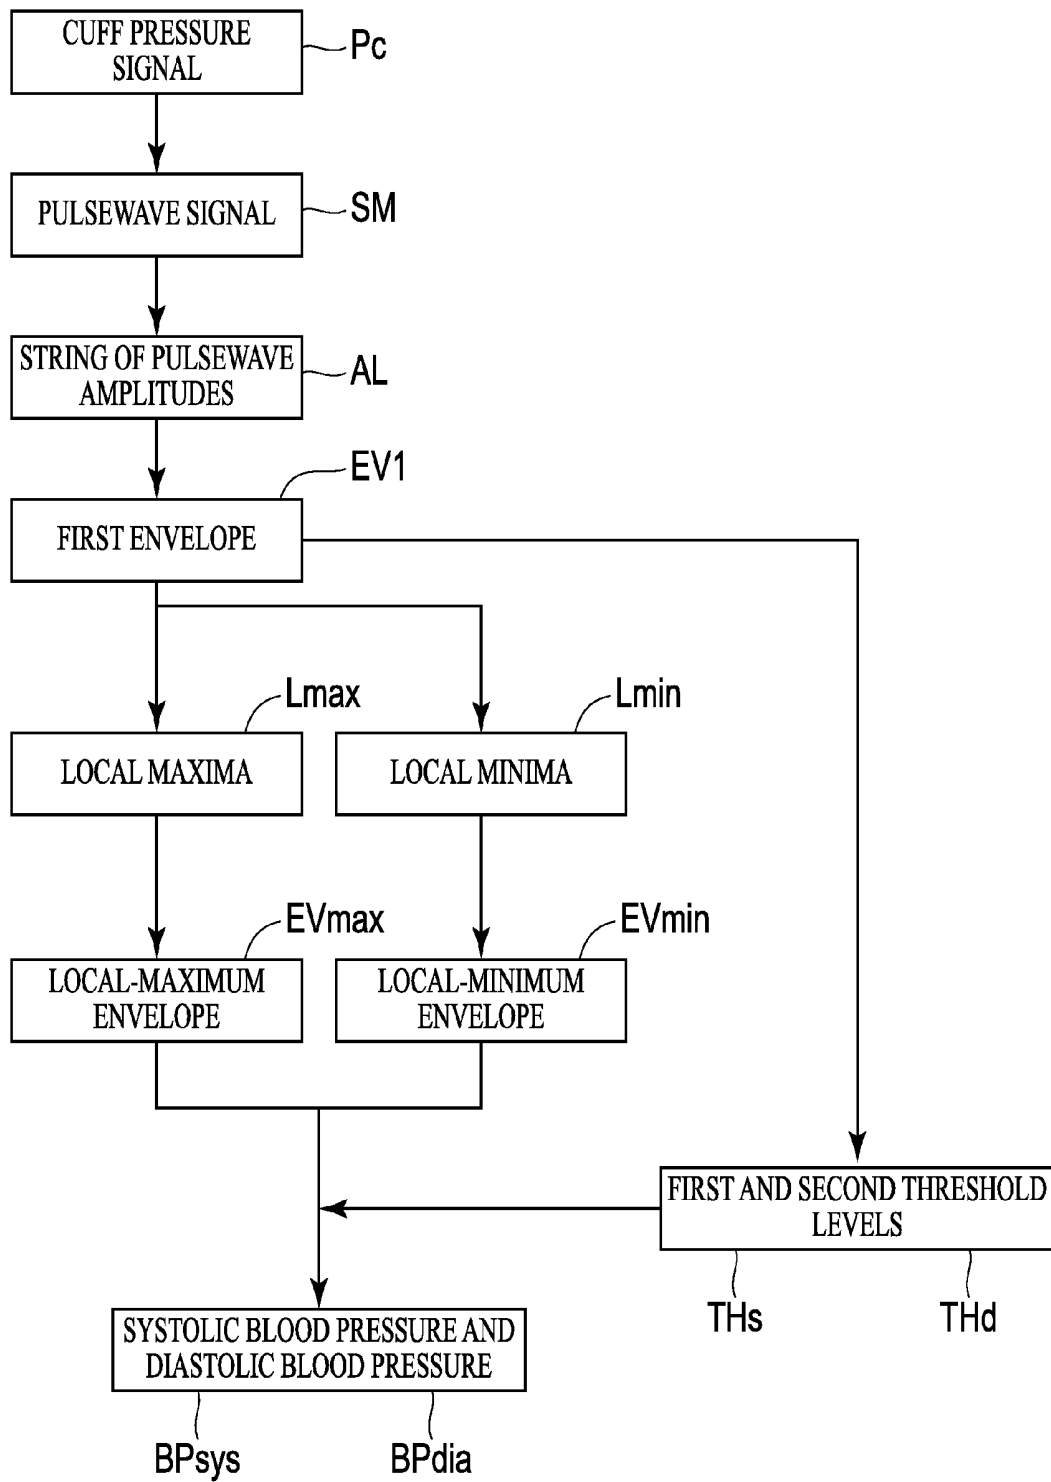 CUFF PRESSURE
SIGNAL
Pc
PULSEWAVE SIGNAL
SM
STRING OF PULSEWAVE
AMPLITUDES
AL
EV1
FIRST ENVELOPE
Lmax
Lmin
LOCAL MAXIMA
LOCAL MINIMA
EVmax
EVmin
LOCAL-MAXIMUM
ENVELOPE
LOCAL-MINIMUM
ENVELOPE
FIRST AND SECOND THRESHOLD
LEVELS
THs
THd
SYSTOLIC BLOOD PRESSURE AND
DIASTOLIC BLOOD PRESSURE
BPsys
BPdia